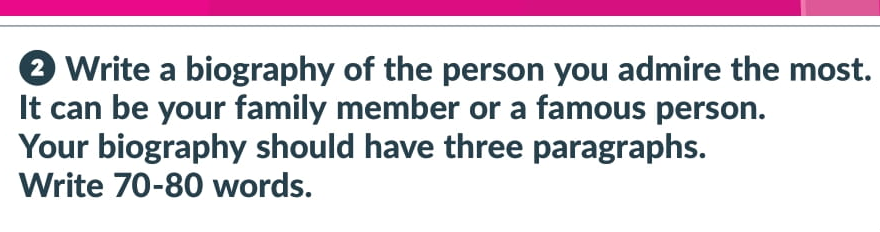 2 Write a biography of the person you admire the most.
It can be your family member or a famous person.
Your biography should have three paragraphs.
Write 70-80 words.